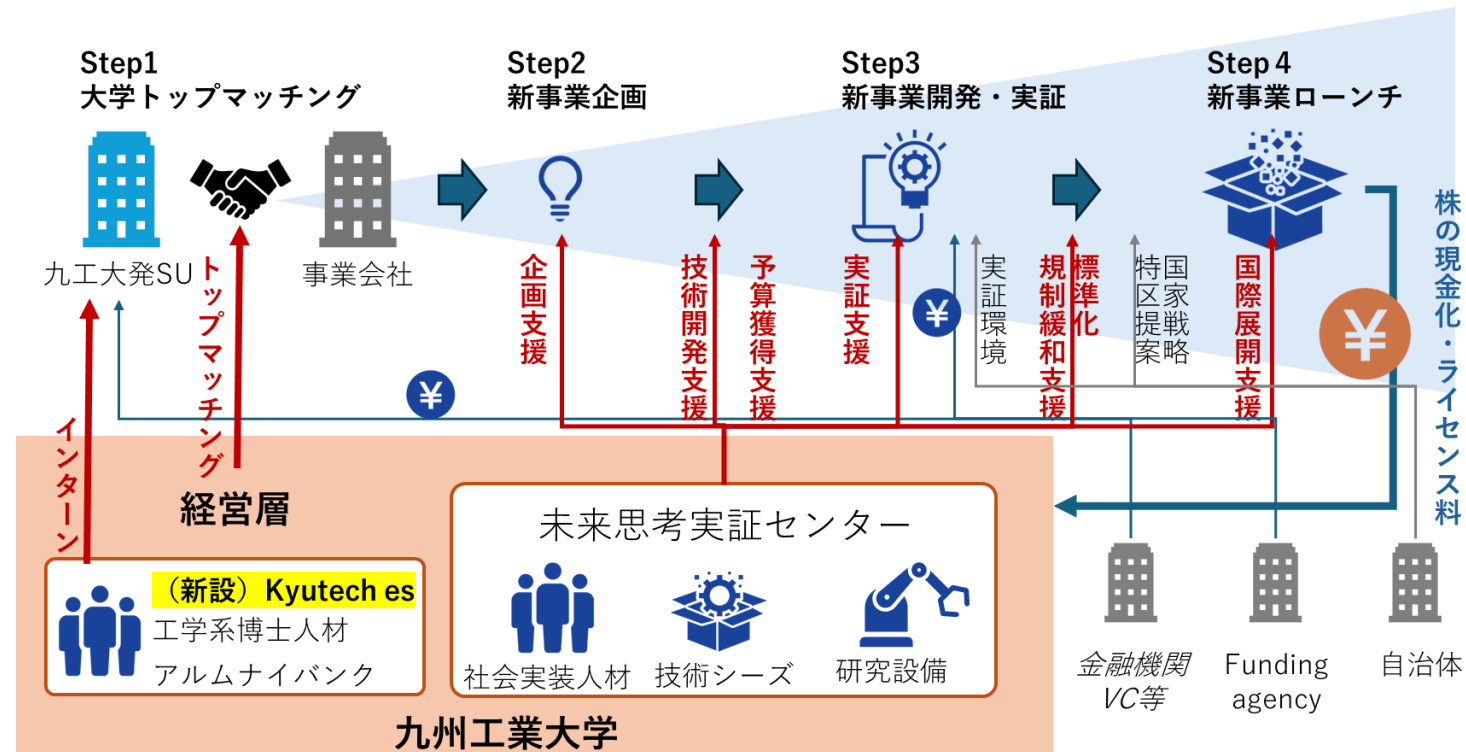 Step1
大学トップマッチング
Step2
新事業企画
Step3
新事業開発・実証
Step４
新事業ローンチ
九工大発SU
事業会社
インターン
トップマッチング
企画支援
技術開発支援
予算獲得支援
実証支援
¥
実証環境
標準化
規制緩和支援
国家戦略
特区提案
国際展開支援
¥
株の現金化・ライセンス料
¥
経営層
（新設）Kyutech es
工学系博士人材
アルムナイバンク
未来思考実証センター
社会実装人材
技術シーズ
研究設備
九州工業大学
金融機関
VC等
Funding
agency
自治体